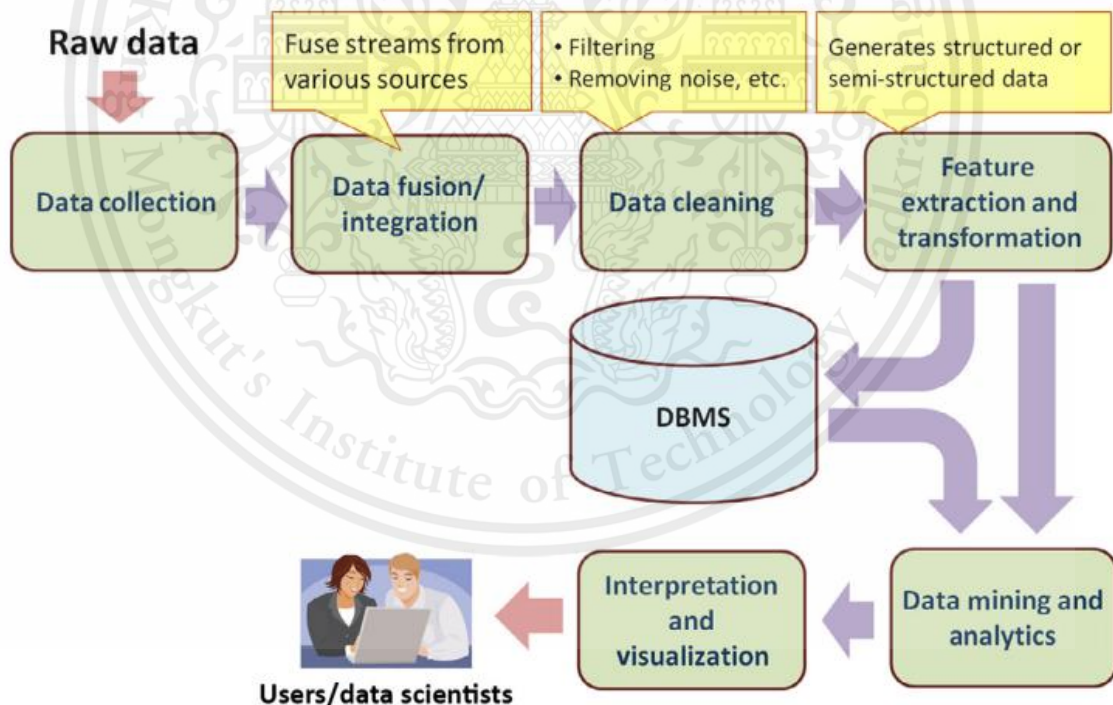 Raw data
Fuse streams from
various sources
• Filtering
• Removing noise, etc.
Generates structured or
semi-structured data
Data collection
Data fusion/
integration
Data cleaning
Feature
extraction and
transformation
DBMS
Interpretation
and
visualization
Data mining and
analytics
Users/data scientists
Mongkut's Institute of Technology Ladkrabang